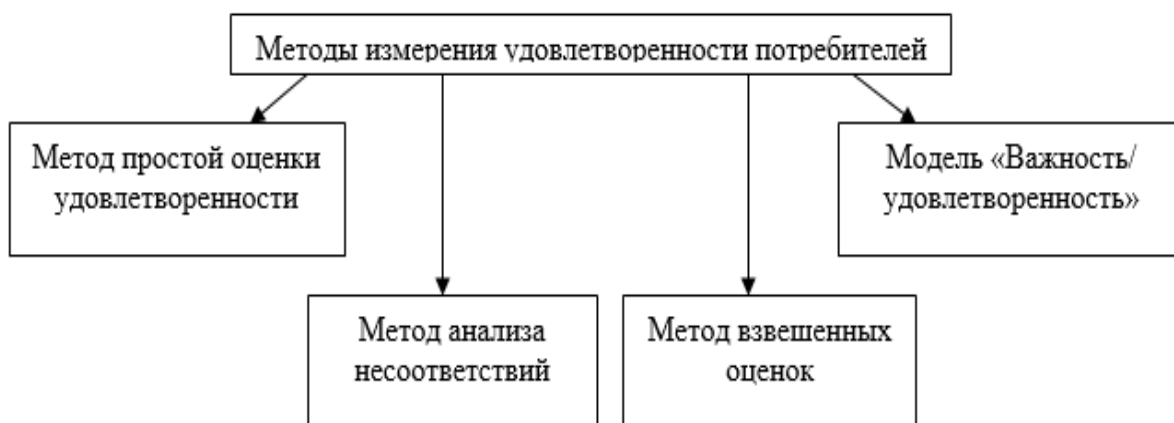 Методы измерения удовлетворенности потребителей
Метод простой оценки
удовлетворенности
Модель «Важность/
удовлетворенность»
Метод анализа
несоответствий
Метод взвешенных
оценок